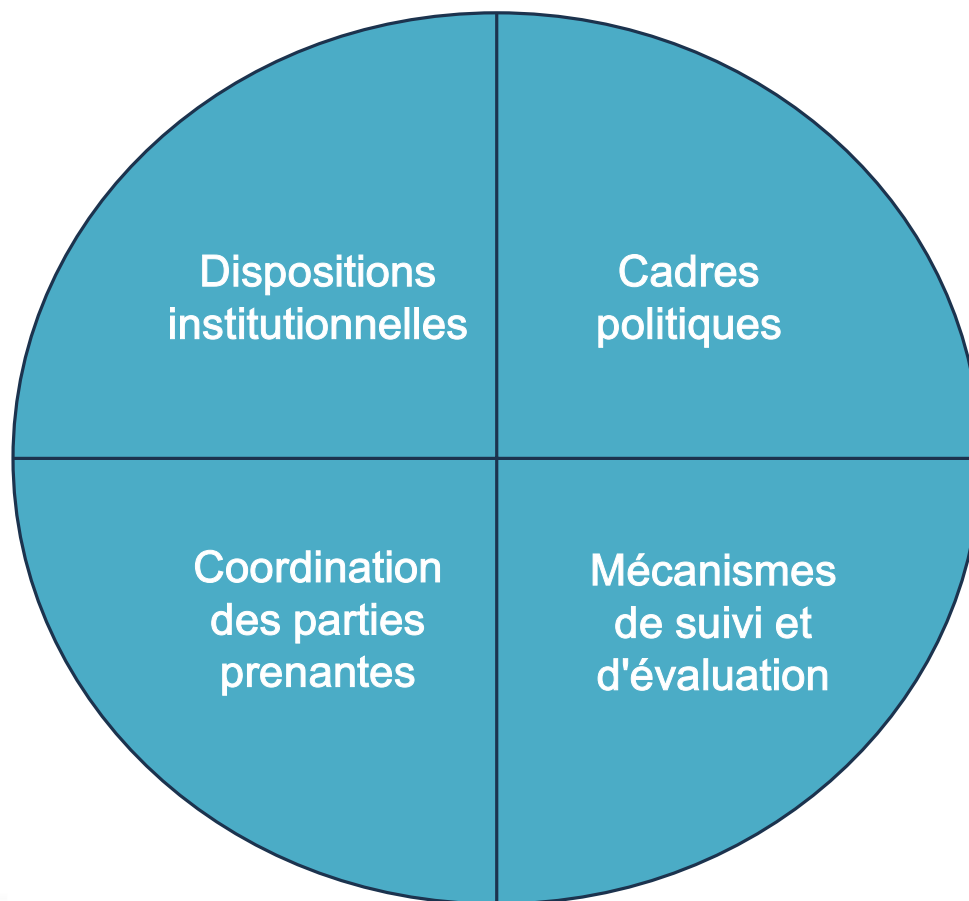 Dispositions
institutionnelles
Cadres
politiques
Coordination
des parties
prenantes
Mécanismes
de suivi et
d'évaluation